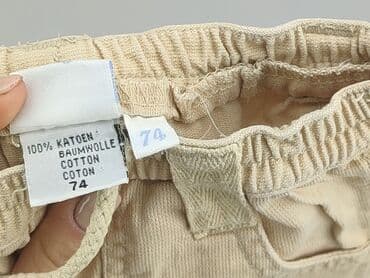 100% KATOEN
BAUMWOLLE
COTTON
COTON
74
74